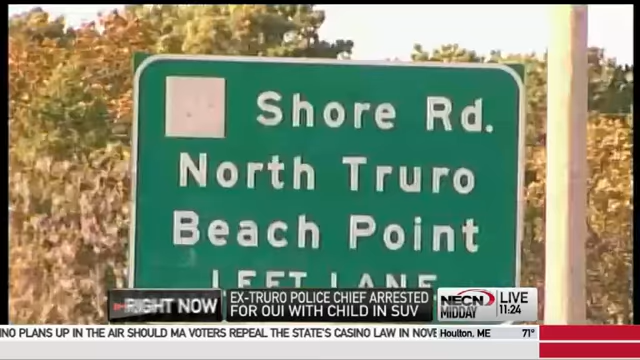 Shore Rd.
North Truro
Beach Point
LEFT LANE
RIGHT NOW
EX-TRURO POLICE CHIEF ARRESTED
FOR OUI WITH CHILD IN SUV
NECN
MIDDAY
LIVE
11:24
NO PLANS UP IN THE AIR SHOULD MA VOTERS REPEAL THE STATE'S CASINO LAW IN NOVE
Houlton, ME 71°